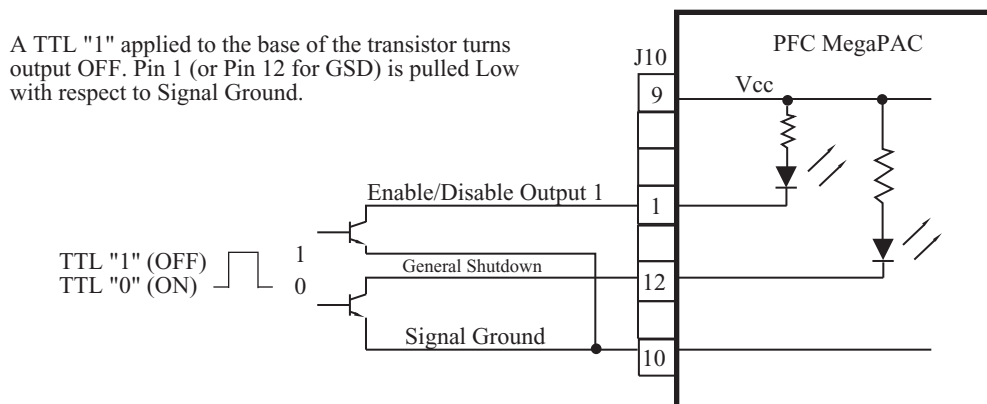 A TTL "1" applied to the base of the transistor turns
output OFF. Pin 1 (or Pin 12 for GSD) is pulled Low
with respect to Signal Ground.
PFC MegaPAC
J10
9
Vcc
Enable/Disable Output 1
1
TTL "1" (OFF)
1
General Shutdown
TTL "0" (ON)
0
12
Signal Ground
10